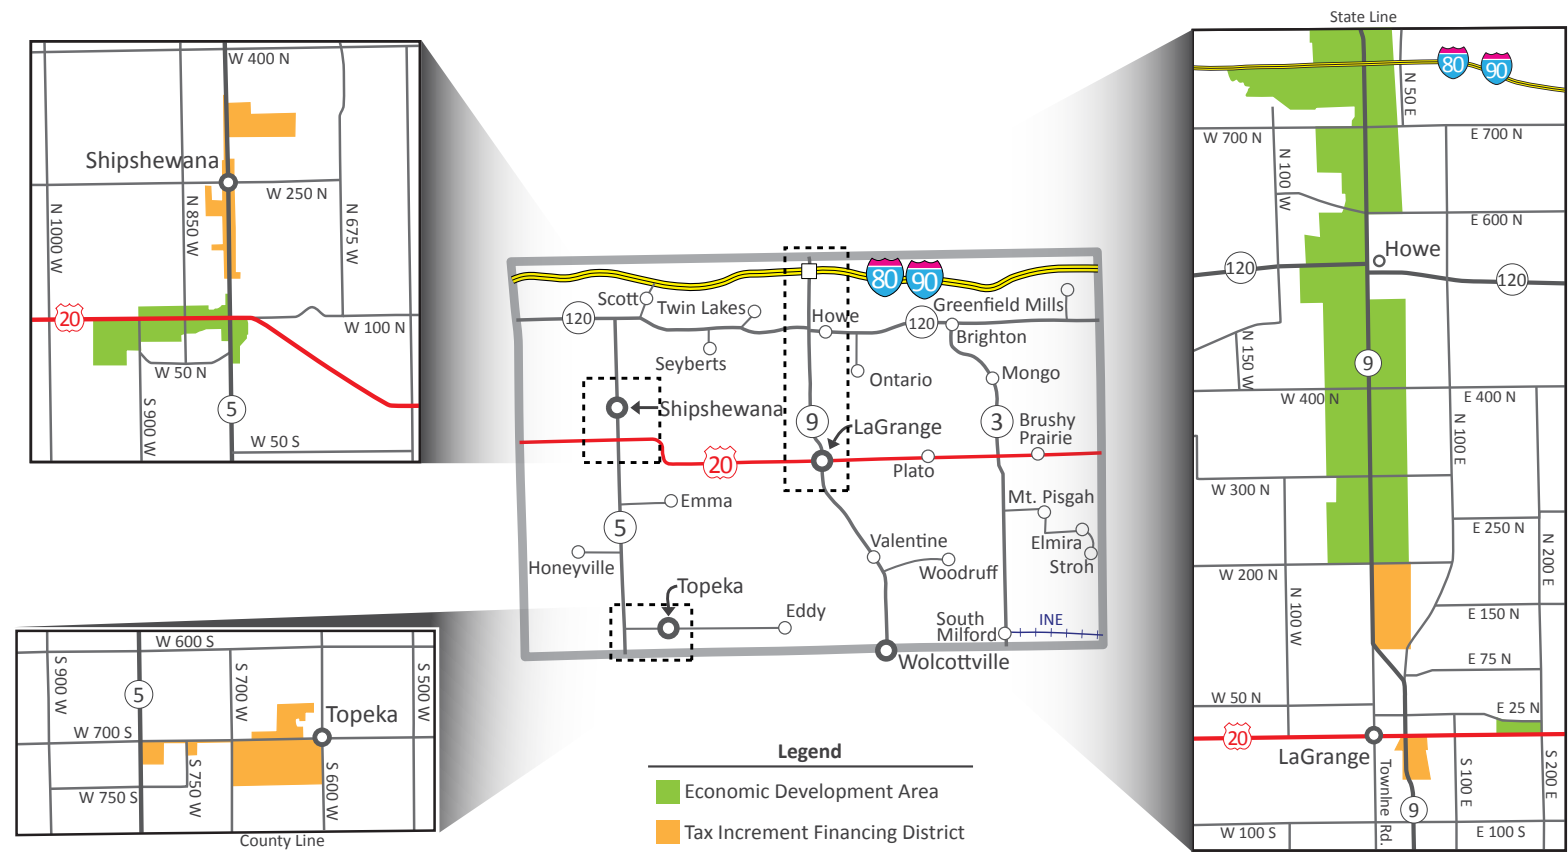 W 400 N
Shipshewana
W 250 N
N 1000 W
N 850 W
N 675 W
20
W 100 N
W 50 N
S 900 W
5
W 50 S
80
90
Scott
Twin Lakes
Greenfield Mills
120
Howe
120
Brighton
Seyberts
Ontario
Mongo
Shipshewana
9
LaGrange
3
Brushy
Prairie
20
Plato
Emma
Mt. Pisgah
5
Elmira
Stroh
Honeyville
Valentine
Woodruff
Topeka
Eddy
South
Milford
INE
Wolcottville
W 600 S
S 900 W
5
S 700 W
S 500 W
Topeka
W 700 S
S 750 W
S 600 W
W 750 S
County Line
Legend
Economic Development Area
Tax Increment Financing District
State Line
80
90
N 50 E
W 700 N
E 700 N
N 100 W
E 600 N
Howe
120
120
N 150 W
9
W 400 N
E 400 N
N 100 E
W 300 N
E 250 N
N 200 E
W 200 N
N 100 W
E 150 N
E 75 N
W 50 N
E 25 N
20
LaGrange
Townlne Rd.
S 100 E
S 200 E
9
W 100 S
E 100 S